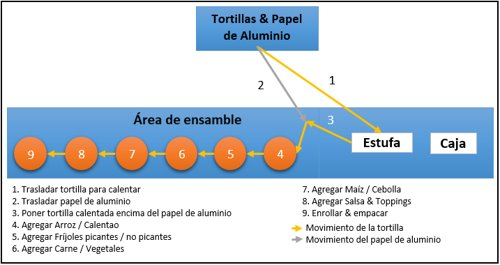 Tortillas & Papel
de Aluminio
2
1
Área de ensamble
3
Estufa
Caja
9
8
7
6
5
4
1. Trasladar tortilla para calentar
2. Trasladar papel de aluminio
3. Poner tortilla calentada encima del papel de aluminio
4. Agregar Arroz / Calentao
5. Agregar Fríjoles picantes / no picantes
6. Agregar Carne / Vegetales
7. Agregar Maíz / Cebolla
8. Agregar Salsa & Toppings
9. Enrollar & empacar
Movimiento de la tortilla
Movimiento del papel de aluminio